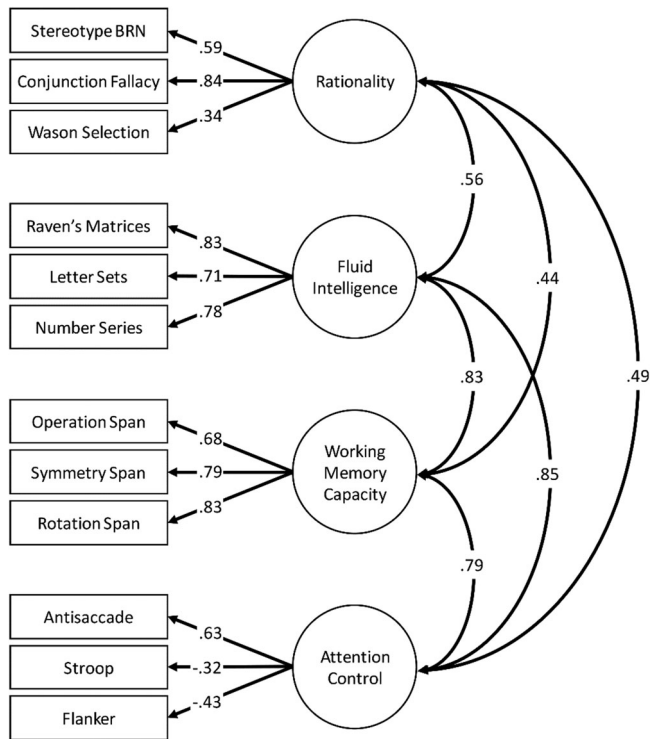 Stereotype BRN
.59
Conjunction Fallacy
.84
Rationality
Wason Selection
.34
.56
Raven’s Matrices
.83
Fluid
Intelligence
Letter Sets
.71
.44
Number Series
.78
.83
.49
Operation Span
.68
Working
Memory
Capacity
Symmetry Span
.79
.85
Rotation Span
.83
.79
Antisaccade
.63
Attention
Control
Stroop
-.32
Flanker
-.43